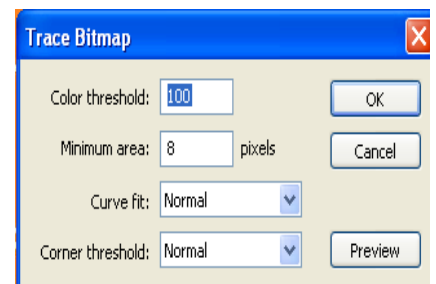 Trace Bitmap
Color threshold: 100 OK
Minimum area: 8 pixels Cancel
Curve fit: Normal
Corner threshold: Normal Preview